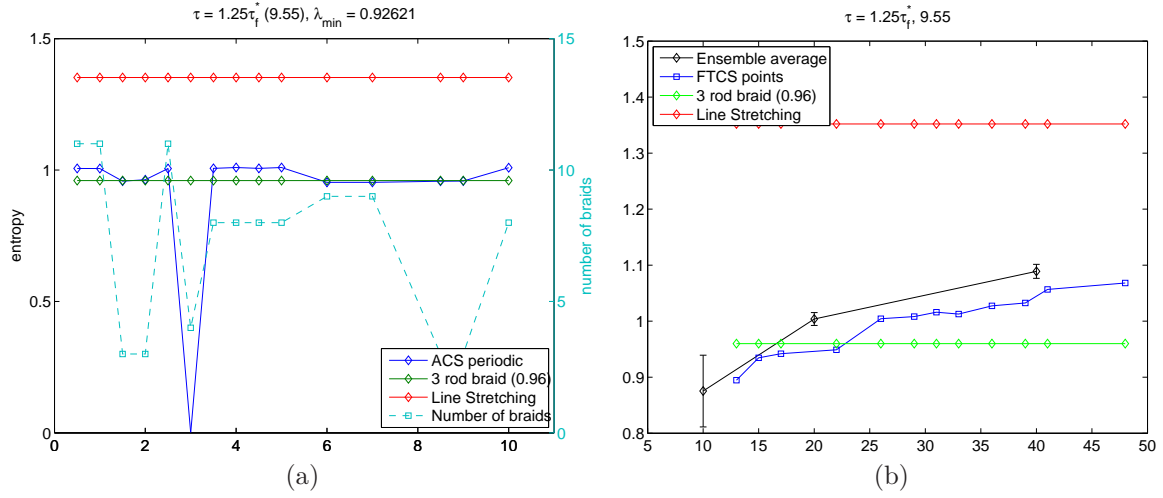 τ = 1.25τ*f (9.55), λmin = 0.92621
1.5
1
0.5
0
entropy
15
10
5
0
number of braids
0 2 4 6 8 10
ACS periodic
3 rod braid (0.96)
Line Stretching
Number of braids
(a)
τ = 1.25τ*f, 9.55
1.5
1.4
1.3
1.2
1.1
1
0.9
0.8
5 10 15 20 25 30 35 40 45 50
Ensemble average
FTCS points
3 rod braid (0.96)
Line Stretching
(b)